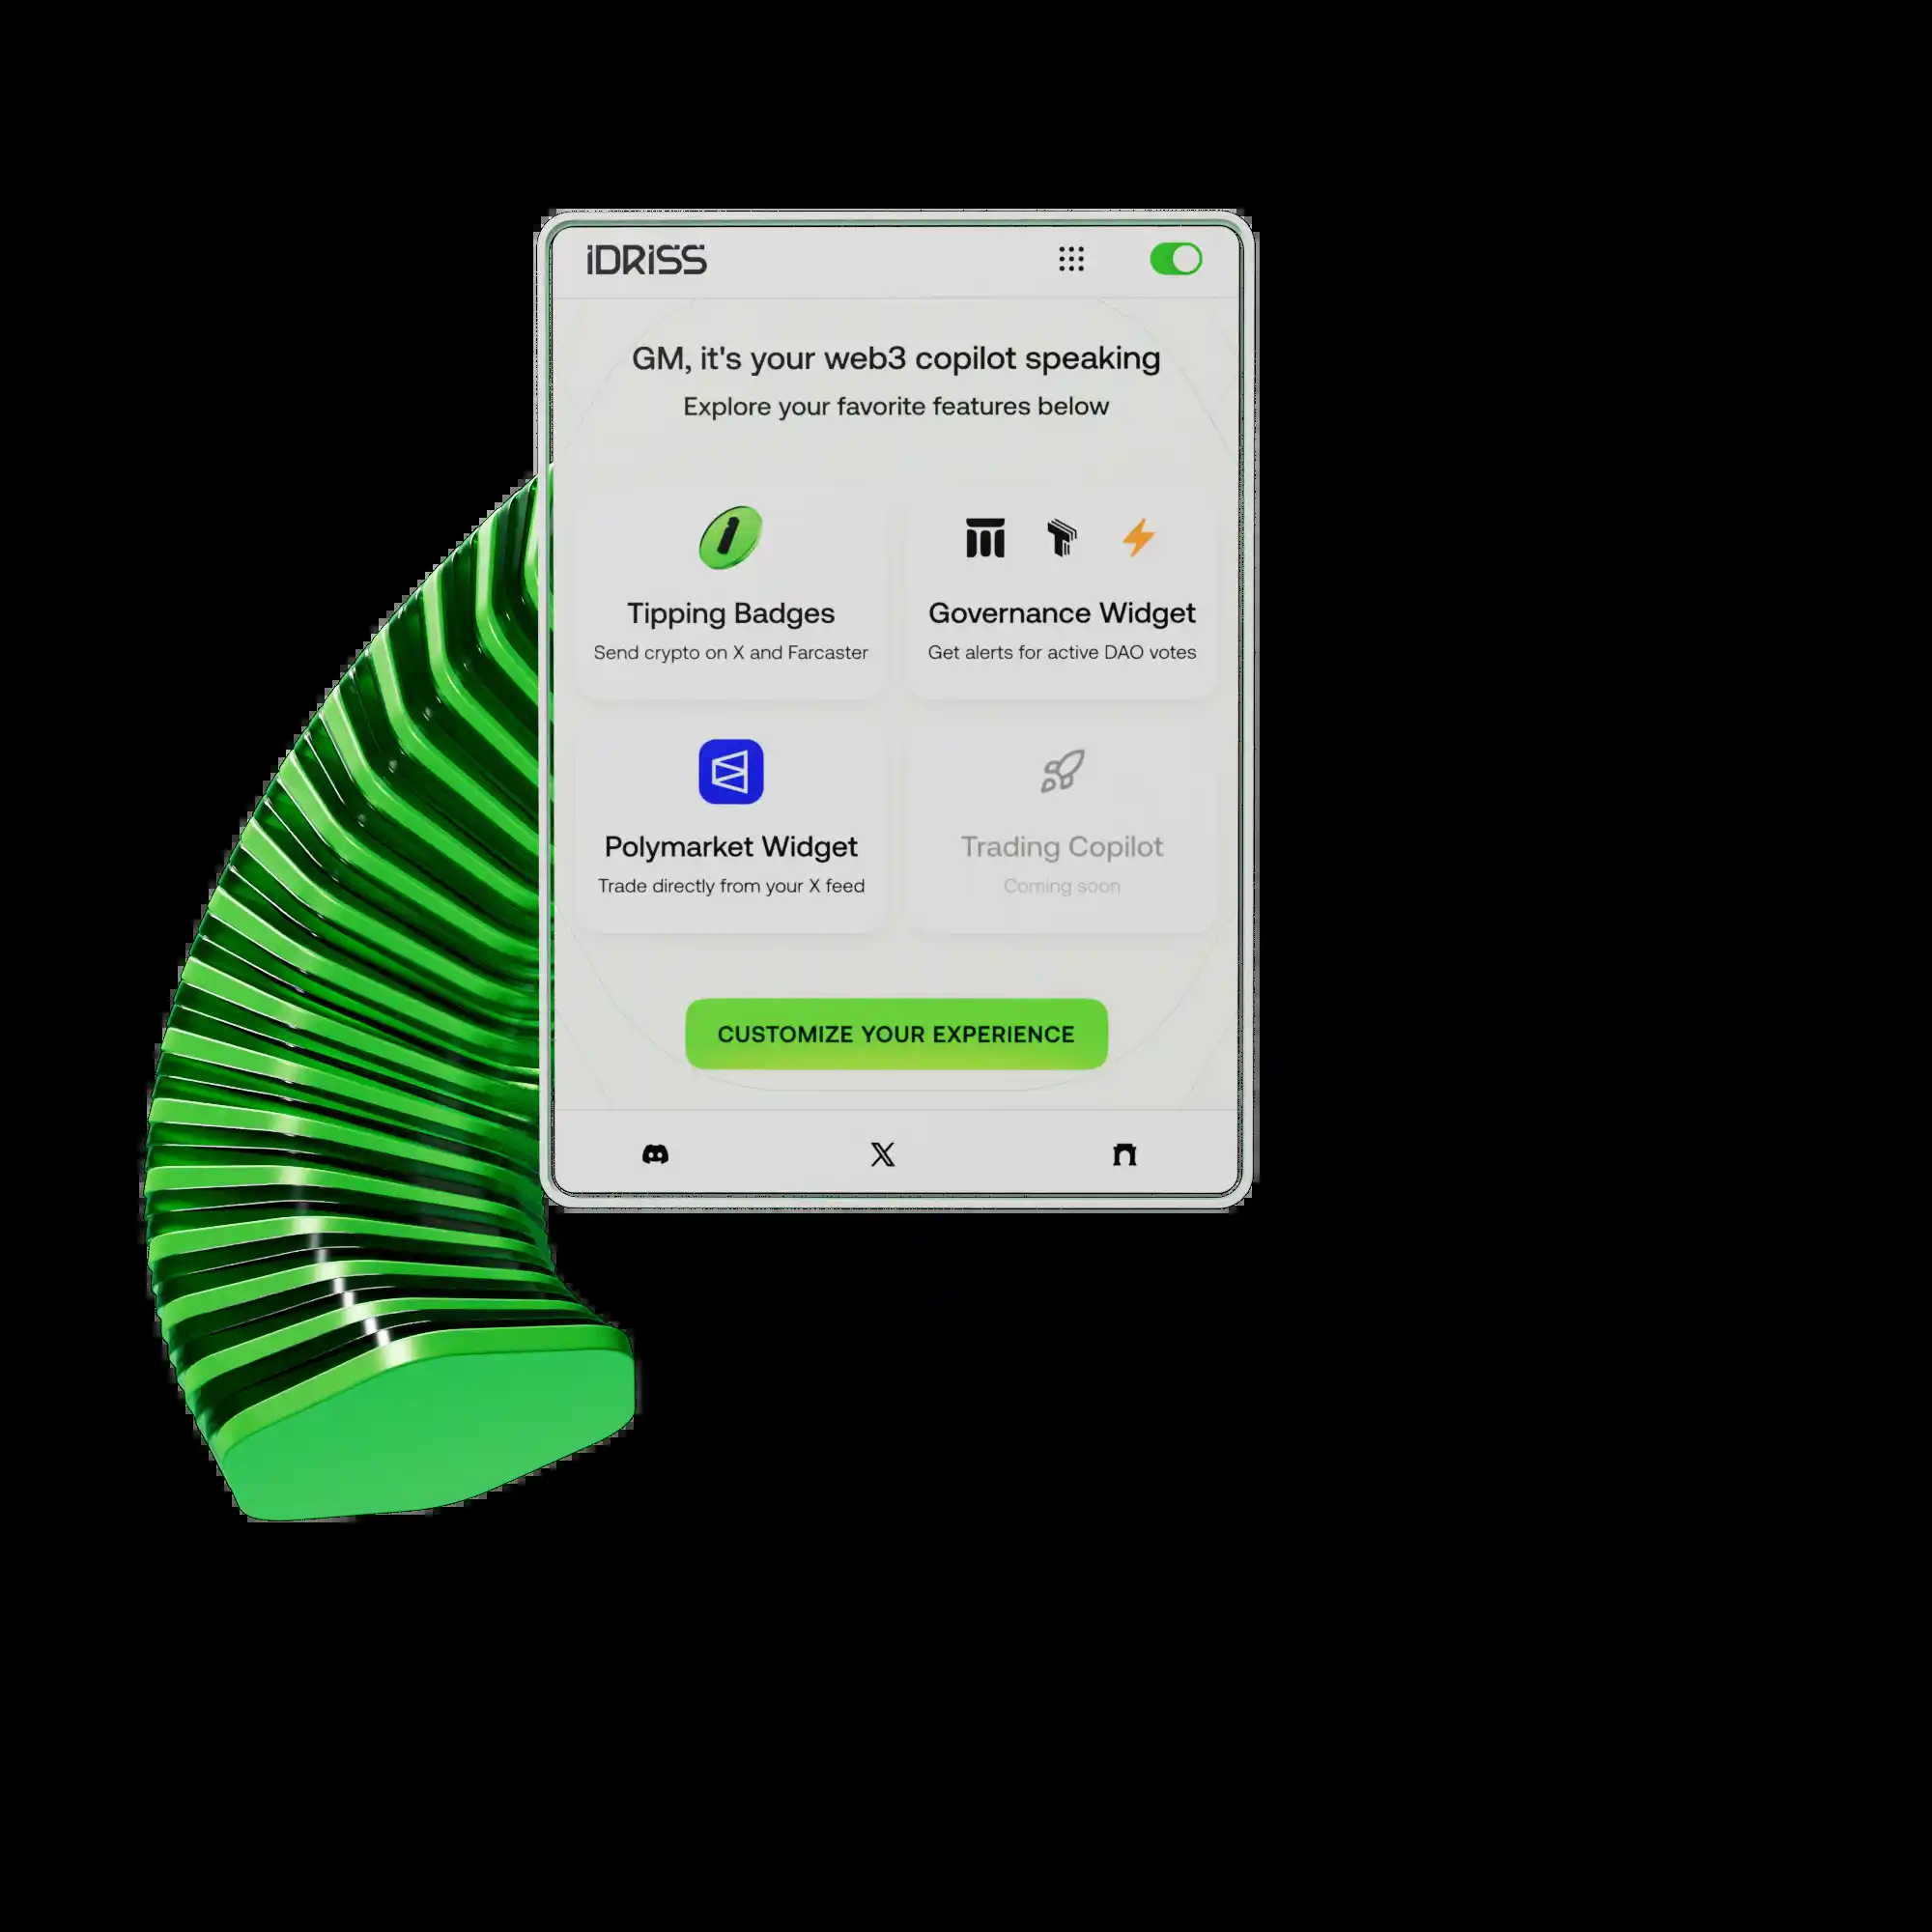 iDRiSS
GM, it's your web3 copilot speaking
Explore your favorite features below
Tipping Badges
Send crypto on X and Farcaster
Governance Widget
Get alerts for active DAO votes
Polymarket Widget
Trade directly from your X feed
Trading Copilot
Coming soon
CUSTOMIZE YOUR EXPERIENCE